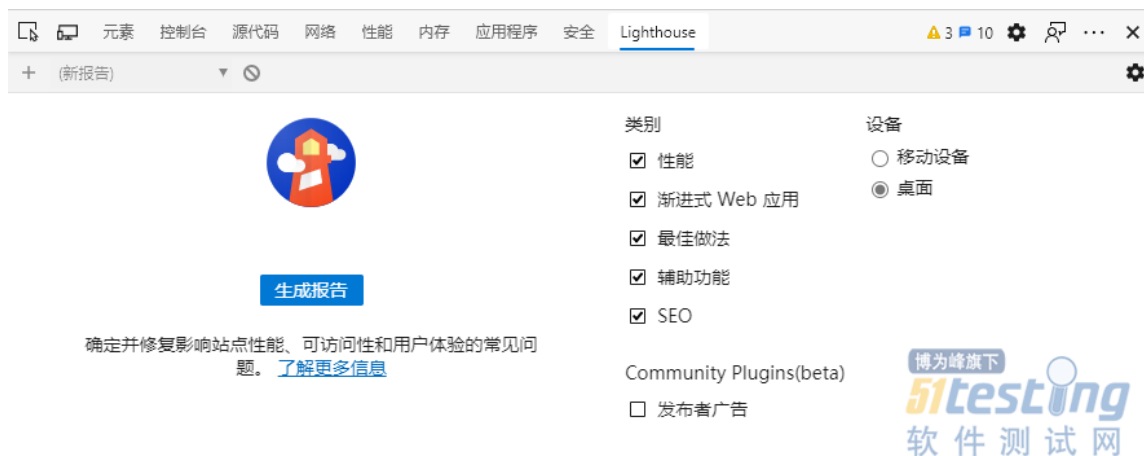 元素 控制台 源代码 网络 性能 内存 应用程序 安全 Lighthouse 3 10
(新报告)
类别
性能
渐进式 Web 应用
最佳做法
辅助功能
SEO
Community Plugins(beta)
发布者广告
设备
移动设备
桌面
生成报告
确定并修复影响站点性能、可访问性和用户体验的常见问
题。 了解更多信息
博为峰旗下
51testing
软件测试网